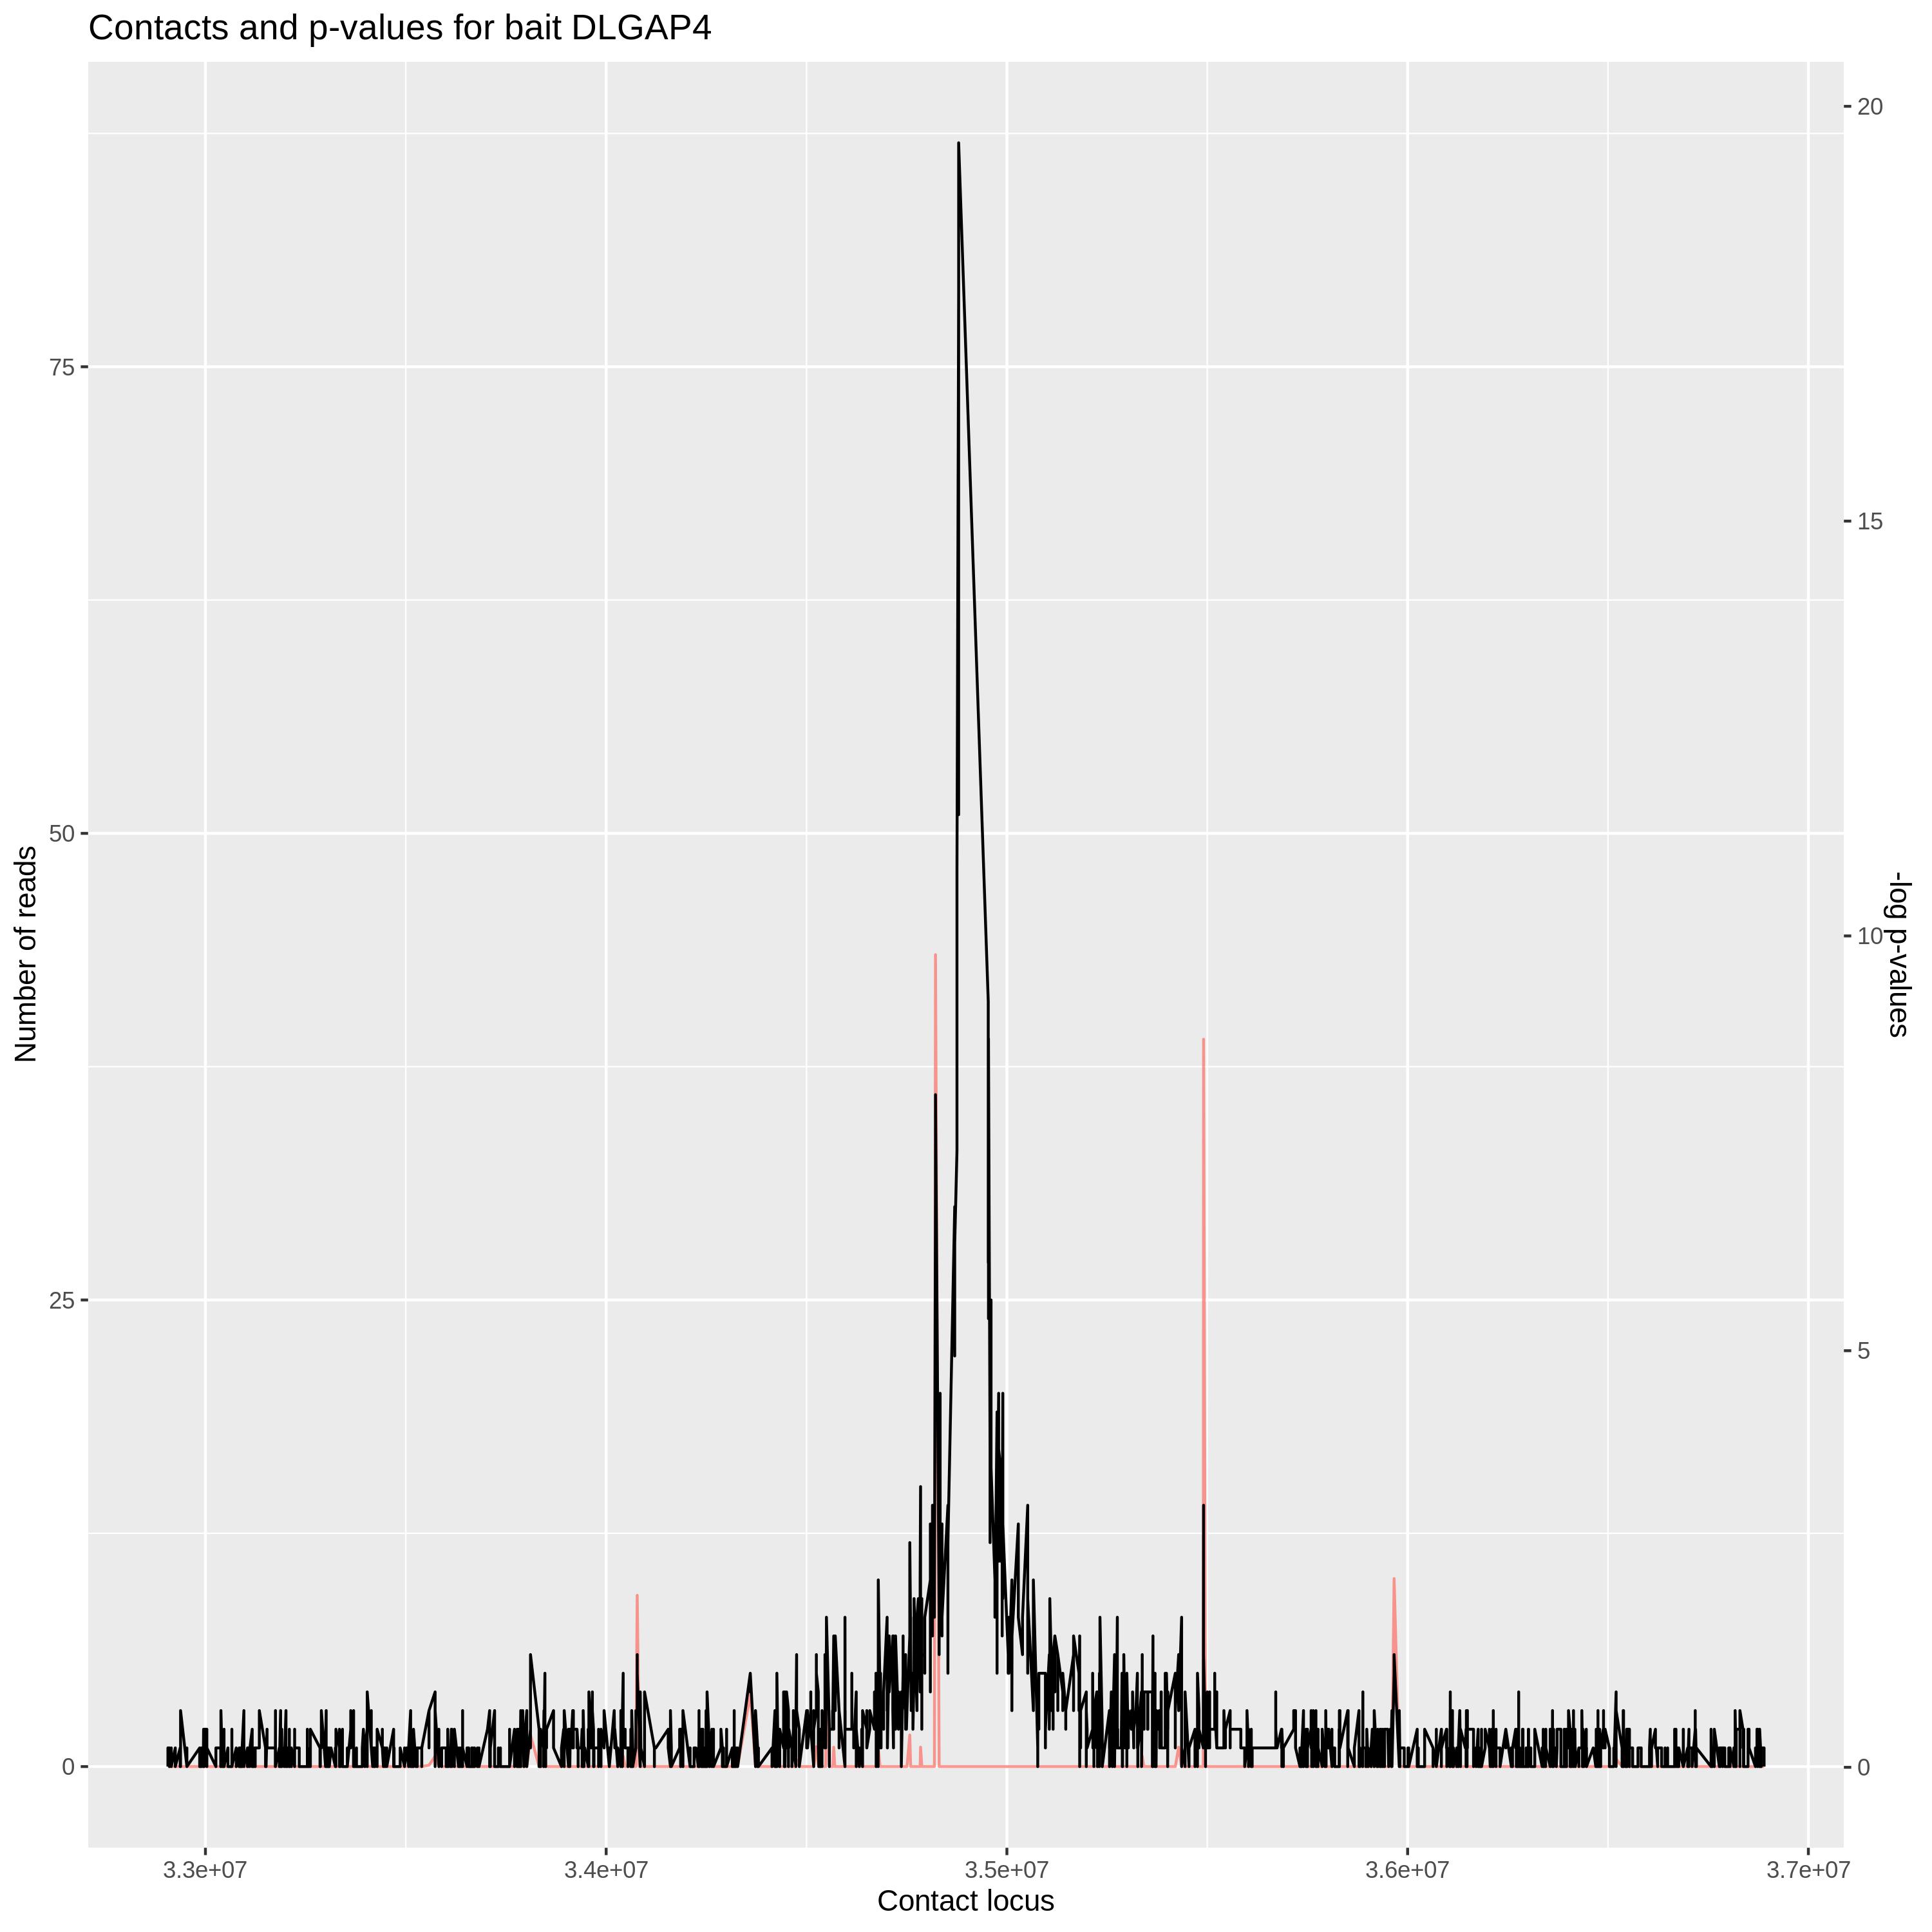 Contacts and p-values for bait DLGAP4
75
50
25
0
Number of reads
20
15
10
5
0
-log p-values
3.3e+07 3.4e+07 3.5e+07 3.6e+07 3.7e+07
Contact locus